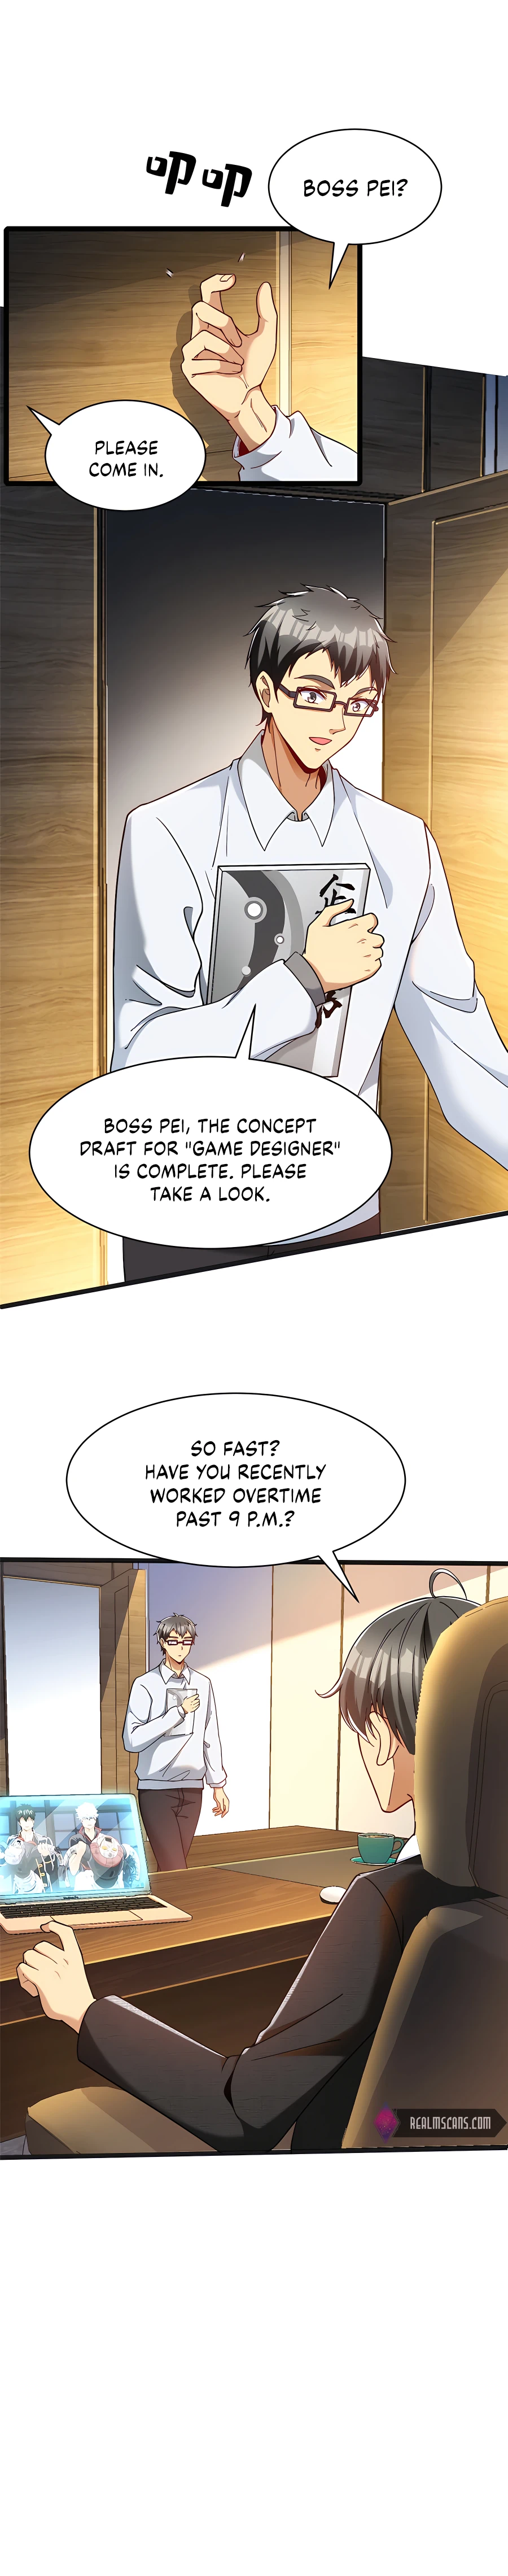 叩叩
BOSS PEI?
PLEASE
COME IN.
企
BOSS PEI, THE CONCEPT
DRAFT FOR "GAME DESIGNER"
IS COMPLETE. PLEASE
TAKE A LOOK.
SO FAST?
HAVE YOU RECENTLY
WORKED OVERTIME
PAST 9 P.M.?
REALMSCANS.COM